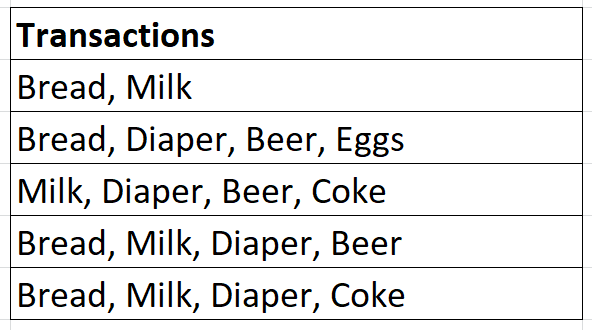 Transactions
Bread, Milk
Bread, Diaper, Beer, Eggs
Milk, Diaper, Beer, Coke
Bread, Milk, Diaper, Beer
Bread, Milk, Diaper, Coke